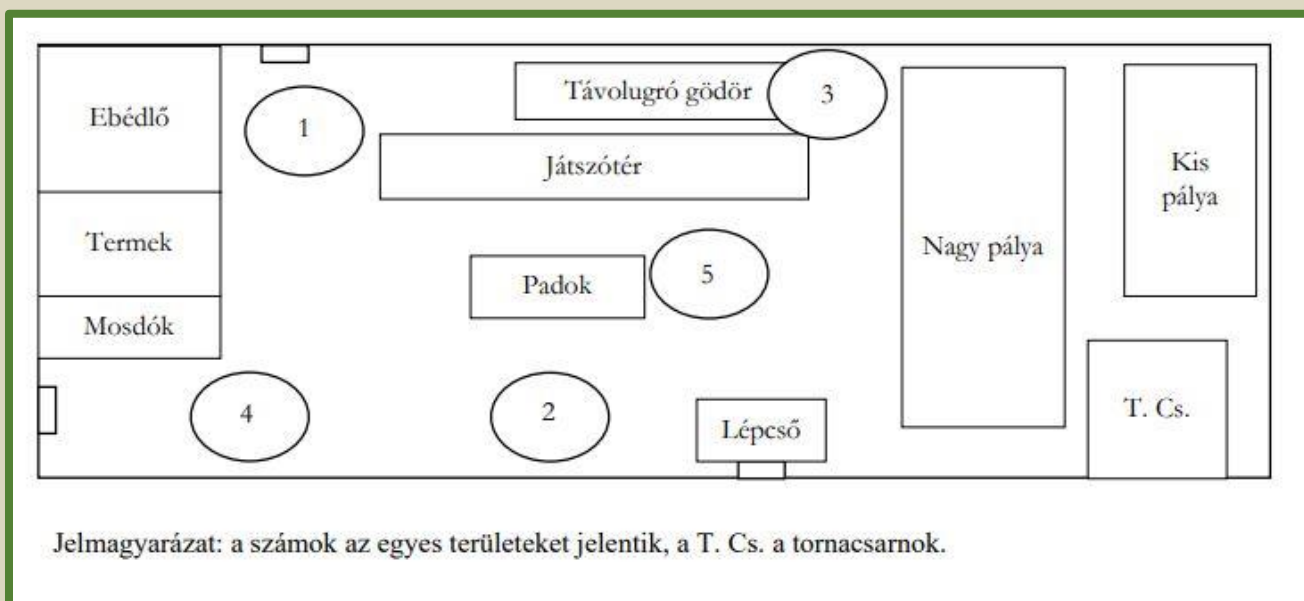 Ebédlő
1
Távolugró gödör
3
Játszótér
Kis
pálya
Termek
Nagy pálya
Padok
5
Mosdók
4
2
Lépcső
T. Cs.
Jelmagyarázat: a számok az egyes területeket jelentik, a T. Cs. a tornacsarnok.